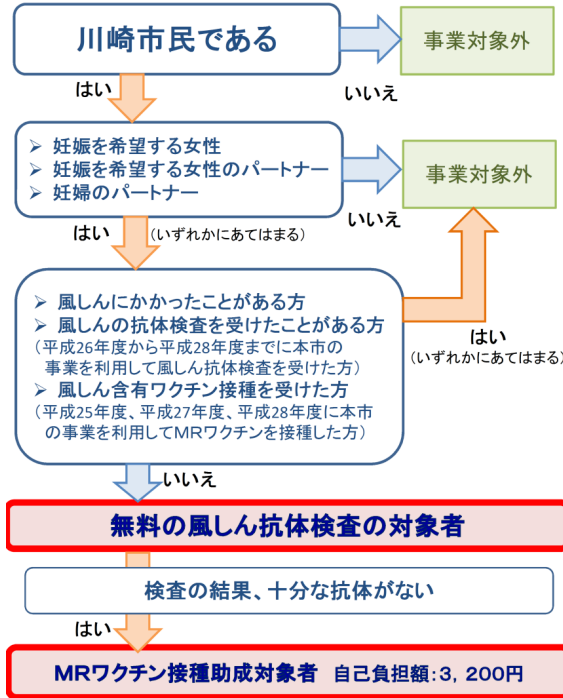 川崎市民である
事業対象外
はい
いいえ
➢ 妊娠を希望する女性
➢ 妊娠を希望する女性のパートナー
➢ 妊婦のパートナー
事業対象外
いいえ
はい
(いずれかにあてはまる)
➢ 風しんにかかったことがある方
➢ 風しんの抗体検査を受けたことがある方
(平成26年度から平成28年度までに本市の
事業を利用して風しん抗体検査を受けた方)
➢ 風しん含有ワクチン接種を受けた方
(平成25年度、平成27年度、平成28年度に本市
の事業を利用してMRワクチンを接種した方)
はい
(いずれかにあてはまる)
いいえ
無料の風しん抗体検査の対象者
検査の結果、十分な抗体がない
はい
MRワクチン接種助成対象者 自己負担額:3,200円